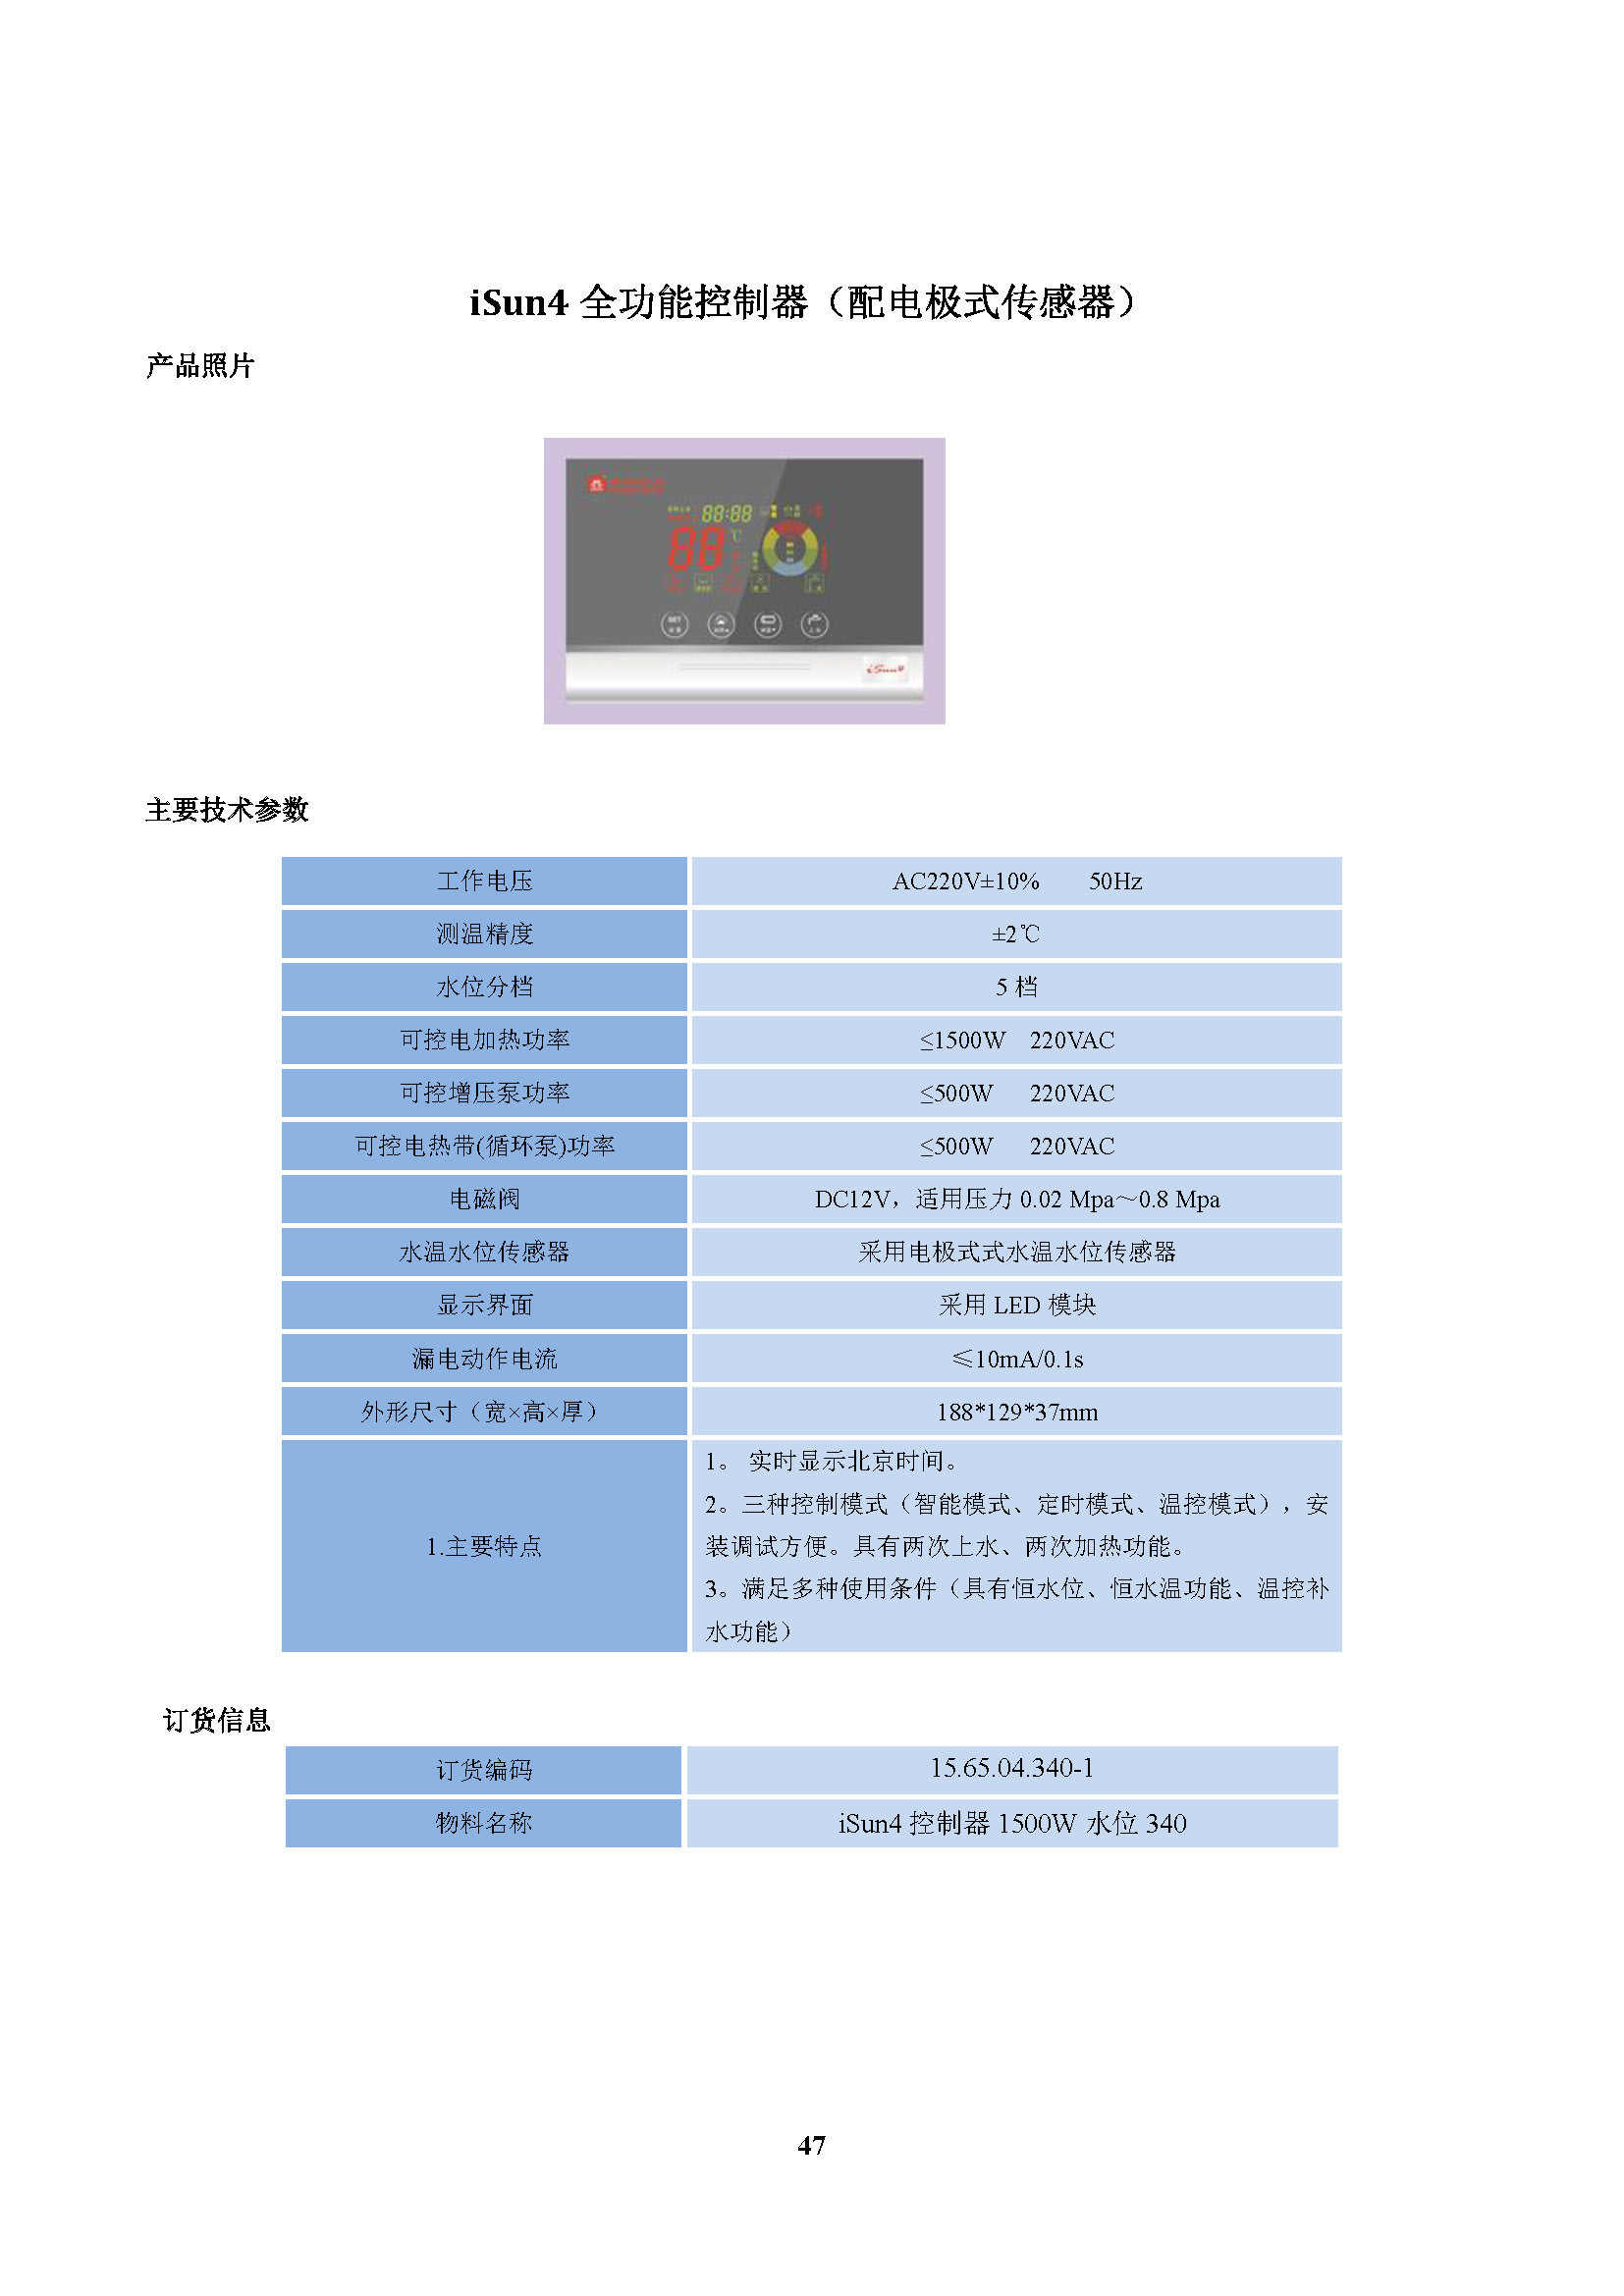 iSun4 全功能控制器（配电极式传感器）
产品照片
88:88
88 ℃
SET
iSun4
主要技术参数
工作电压 AC220V±10% 50Hz
测温精度 ±2℃
水位分档 5 档
可控电加热功率 ≤1500W 220VAC
可控增压泵功率 ≤500W 220VAC
可控电热带(循环泵)功率 ≤500W 220VAC
电磁阀 DC12V，适用压力 0.02 Mpa～0.8 Mpa
水温水位传感器 采用电极式式水温水位传感器
显示界面 采用 LED 模块
漏电动作电流 ≤10mA/0.1s
外形尺寸（宽×高×厚） 188*129*37mm
1.主要特点
1。 实时显示北京时间。
2。三种控制模式（智能模式、定时模式、温控模式），安
装调试方便。具有两次上水、两次加热功能。
3。满足多种使用条件（具有恒水位、恒水温功能、温控补
水功能）
订货信息
订货编码 15.65.04.340-1
物料名称 iSun4 控制器 1500W 水位 340
47